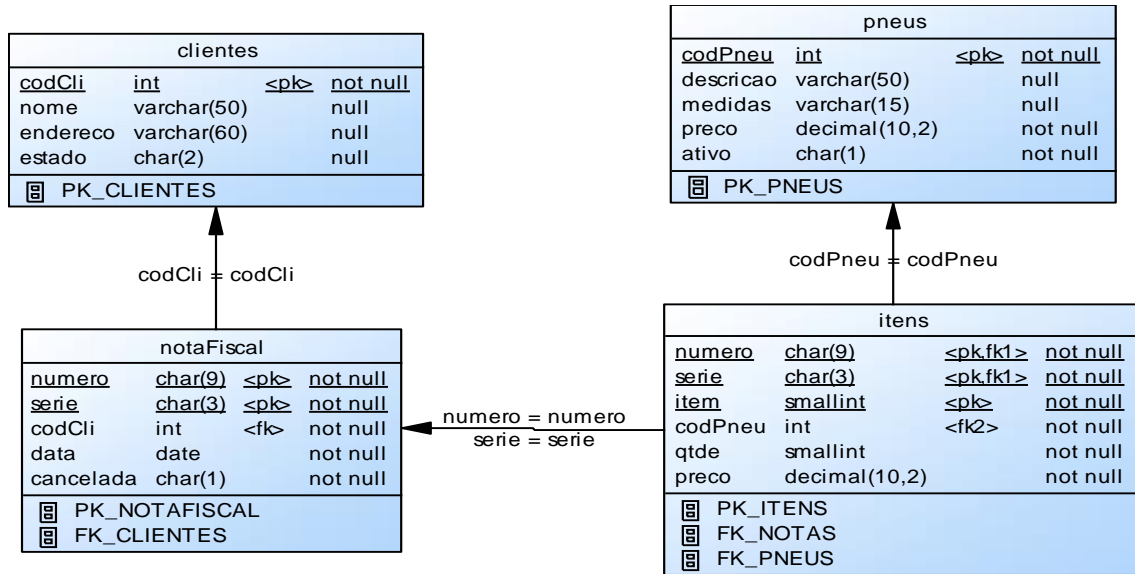 clientes
codCli int <pk> not null
nome varchar(50) null
endereco varchar(60) null
estado char(2) null
PK_CLIENTES
pneus
codPneu int <pk> not null
descricao varchar(50) null
medidas varchar(15) null
preco decimal(10,2) not null
ativo char(1) not null
PK_PNEUS
codCli = codCli
codPneu = codPneu
notaFiscal
numero char(9) <pk> not null
serie char(3) <pk> not null
codCli int <fk> not null
data date not null
cancelada char(1) not null
PK_NOTAFISCAL
FK_CLIENTES
numero = numero
serie = serie
itens
numero char(9) <pk,fk1> not null
serie char(3) <pk,fk1> not null
item smallint <pk> not null
codPneu int <fk2> not null
qtde smallint not null
preco decimal(10,2) not null
PK_ITENS
FK_NOTAS
FK_PNEUS